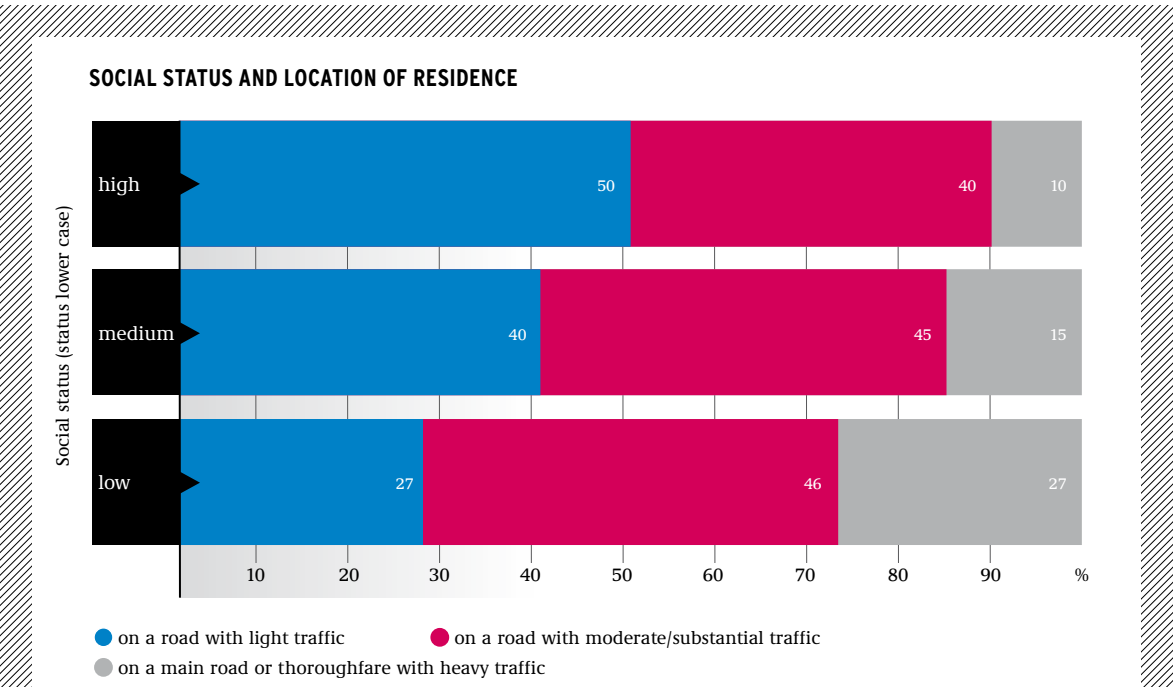 SOCIAL STATUS AND LOCATION OF RESIDENCE
Social status (status lower case)
high
50
40
10
medium
40
45
15
low
27
46
27
10 20 30 40 50 60 70 80 90 %
on a road with light traffic
on a road with moderate/substantial traffic
on a main road or thoroughfare with heavy traffic